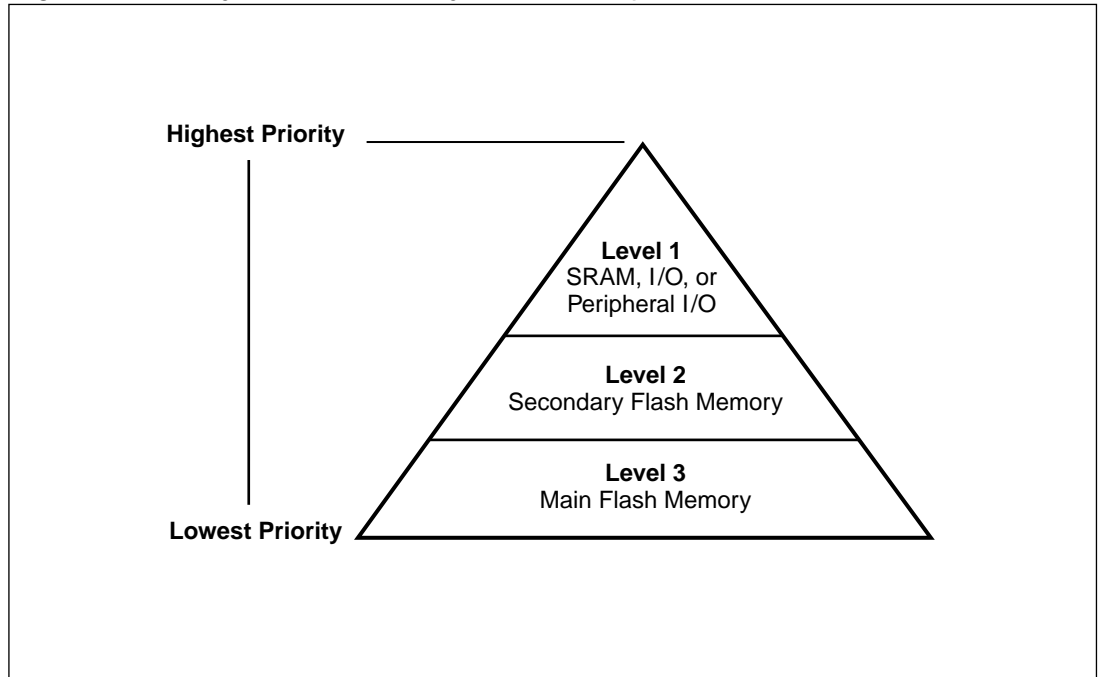 Highest Priority
Level 1
SRAM, I/O, or
Peripheral I/O
Level 2
Secondary Flash Memory
Level 3
Main Flash Memory
Lowest Priority